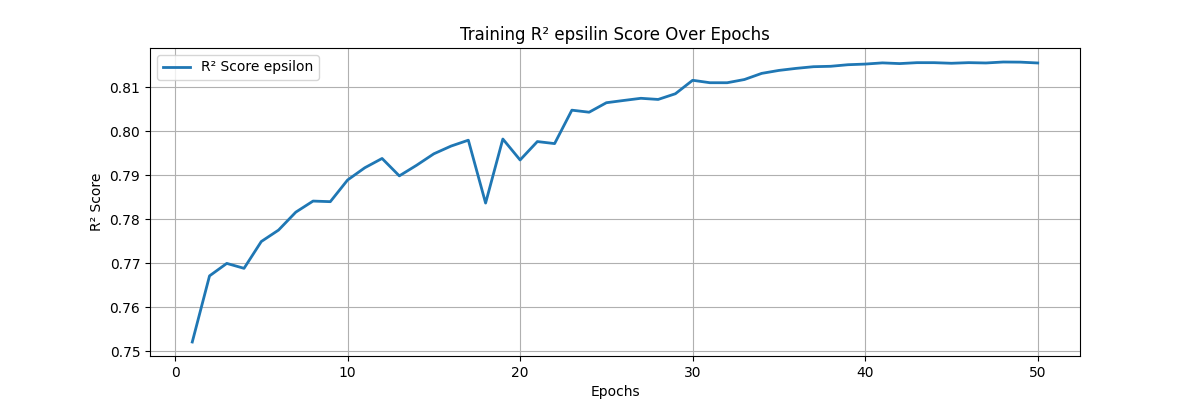 Training R² epsilin Score Over Epochs
R² Score epsilon
R² Score
0.81
0.80
0.79
0.78
0.77
0.76
0.75
0 10 20 30 40 50
Epochs